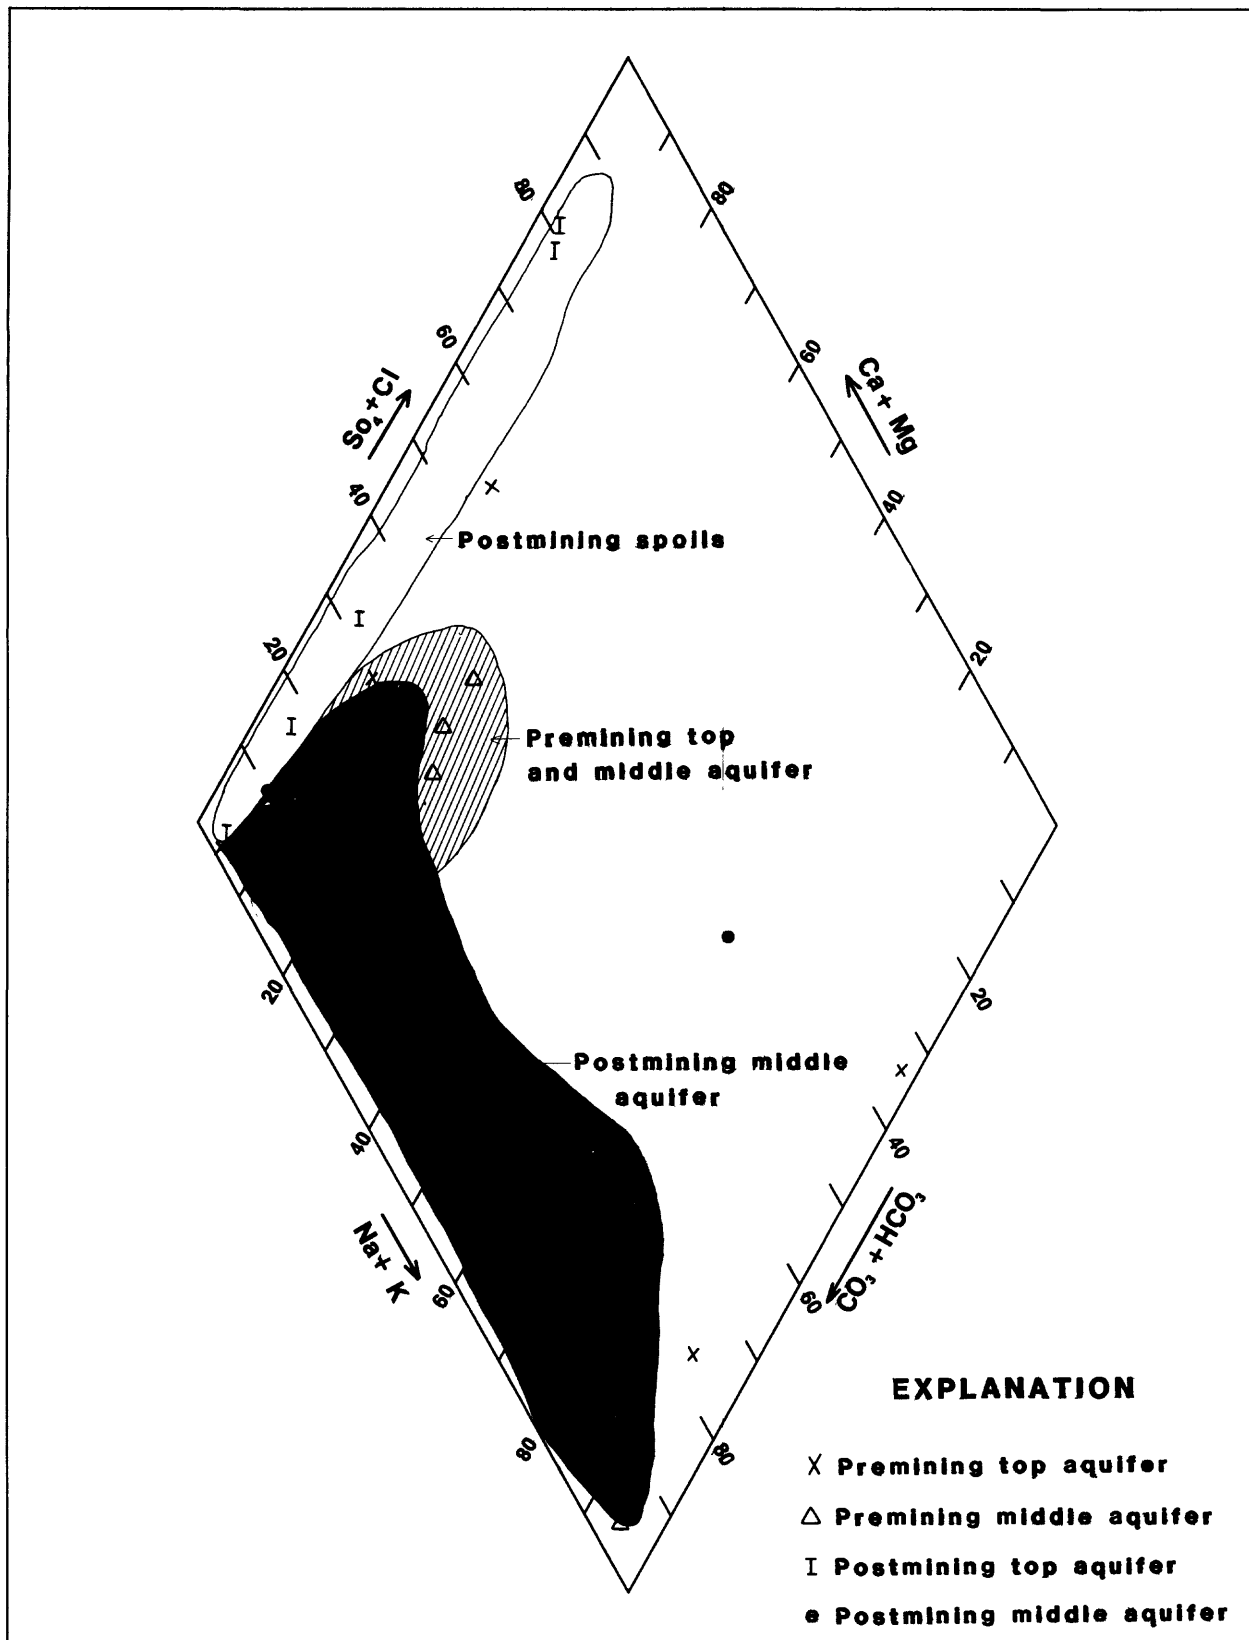 80
80
60
60
So₄+Cl
Ca+Mg
40
40
Postmining spoils
20
20
Premining top
and middle aquifer
20
20
Postmining middle
aquifer
40
40
Na+ K
CO₃ + HCO₃
60
60
80
80
EXPLANATION
X Premining top aquifer
△ Premining middle aquifer
I Postmining top aquifer
● Postmining middle aquifer